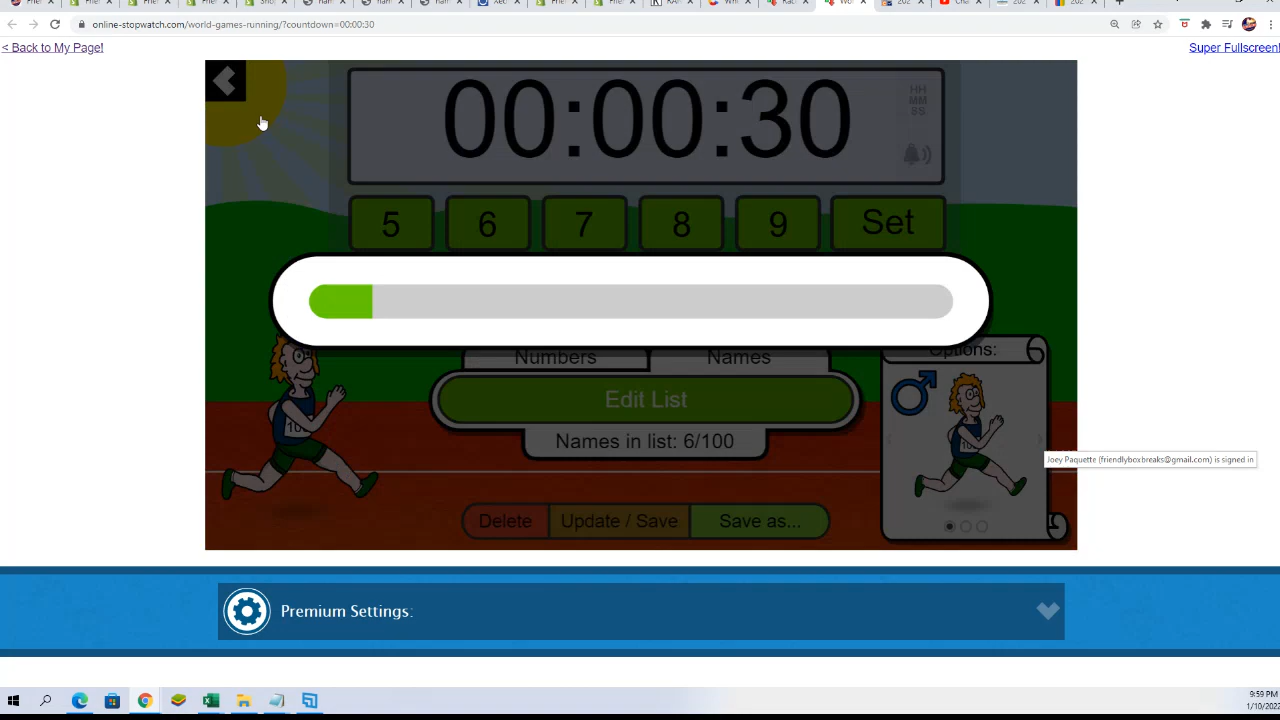 online-stopwatch.com/world-games-running/?countdown=00:00:30
< Back to My Page!
Super Fullscreen!
00:00:30
HH
MM
SS
5 6 7 8 9 Set
Numbers Names
Options:
Edit List
Names in list: 6/100
Joey Paquette (friendlyboxbreaks@gmail.com) is signed in
Delete Update / Save Save as...
Premium Settings:
9:59 PM
1/10/2022